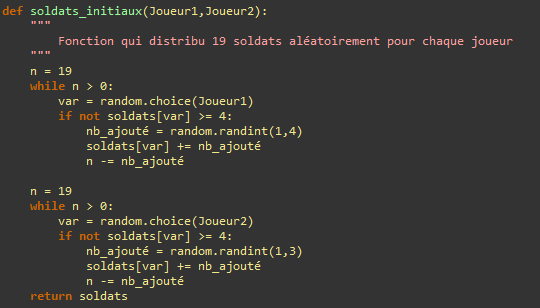 def soldats_initiaux(Joueur1,Joueur2):
    """
        Fonction qui distribu 19 soldats aléatoirement pour chaque joueur
    """
    n = 19
    while n > 0:
        var = random.choice(Joueur1)
        if not soldats[var] >= 4:
            nb_ajouté = random.randint(1,4)
            soldats[var] += nb_ajouté
            n -= nb_ajouté

    n = 19
    while n > 0:
        var = random.choice(Joueur2)
        if not soldats[var] >= 4:
            nb_ajouté = random.randint(1,3)
            soldats[var] += nb_ajouté
            n -= nb_ajouté
    return soldats